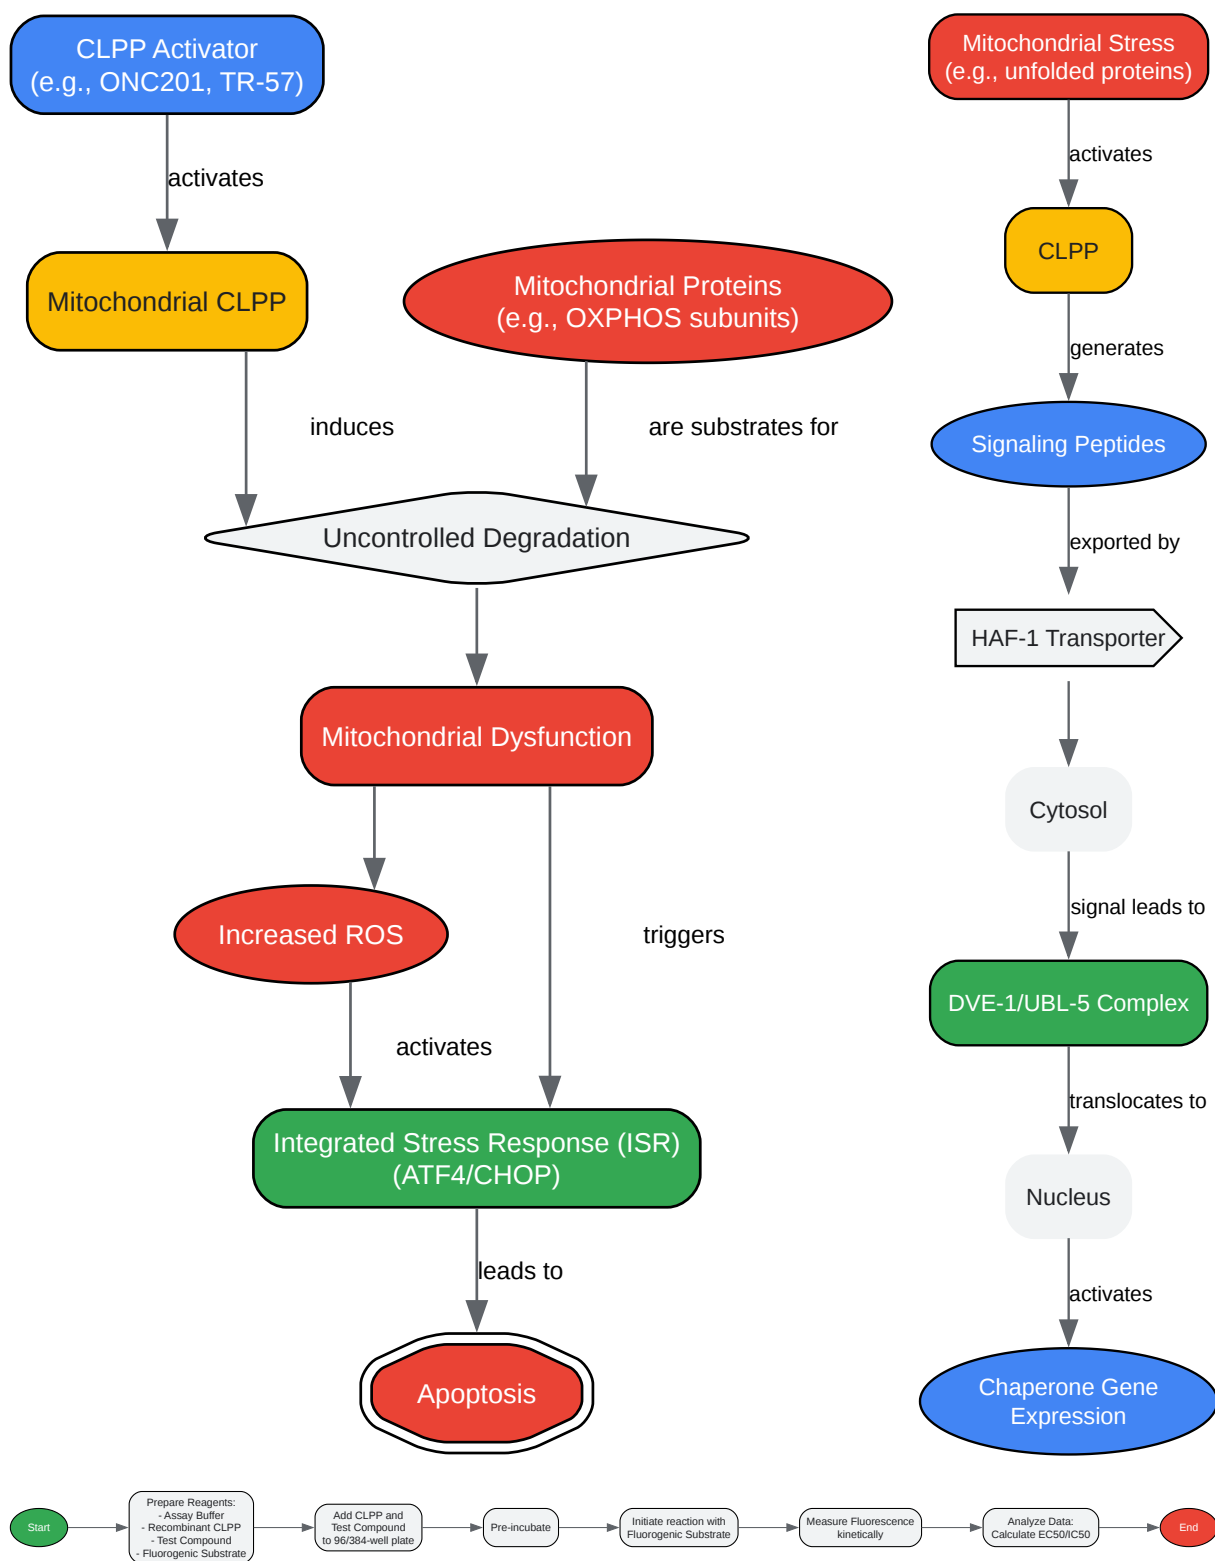 CLPP Activator
(e.g., ONC201, TR-57)
activates
Mitochondrial CLPP
Mitochondrial Proteins
(e.g., OXPHOS subunits)
induces
are substrates for
Uncontrolled Degradation
Mitochondrial Dysfunction
Increased ROS
triggers
activates
Integrated Stress Response (ISR)
(ATF4/CHOP)
leads to
Apoptosis
Mitochondrial Stress
(e.g., unfolded proteins)
activates
CLPP
generates
Signaling Peptides
exported by
HAF-1 Transporter
Cytosol
signal leads to
DVE-1/UBL-5 Complex
translocates to
Nucleus
activates
Chaperone Gene
Expression
Start
Prepare Reagents:
- Assay Buffer
- Recombinant CLPP
- Test Compound
- Fluorogenic Substrate
Add CLPP and
Test Compound
to 96/384-well plate
Pre-incubate
Initiate reaction with
Fluorogenic Substrate
Measure Fluorescence
kinetically
Analyze Data:
Calculate EC50/IC50
End